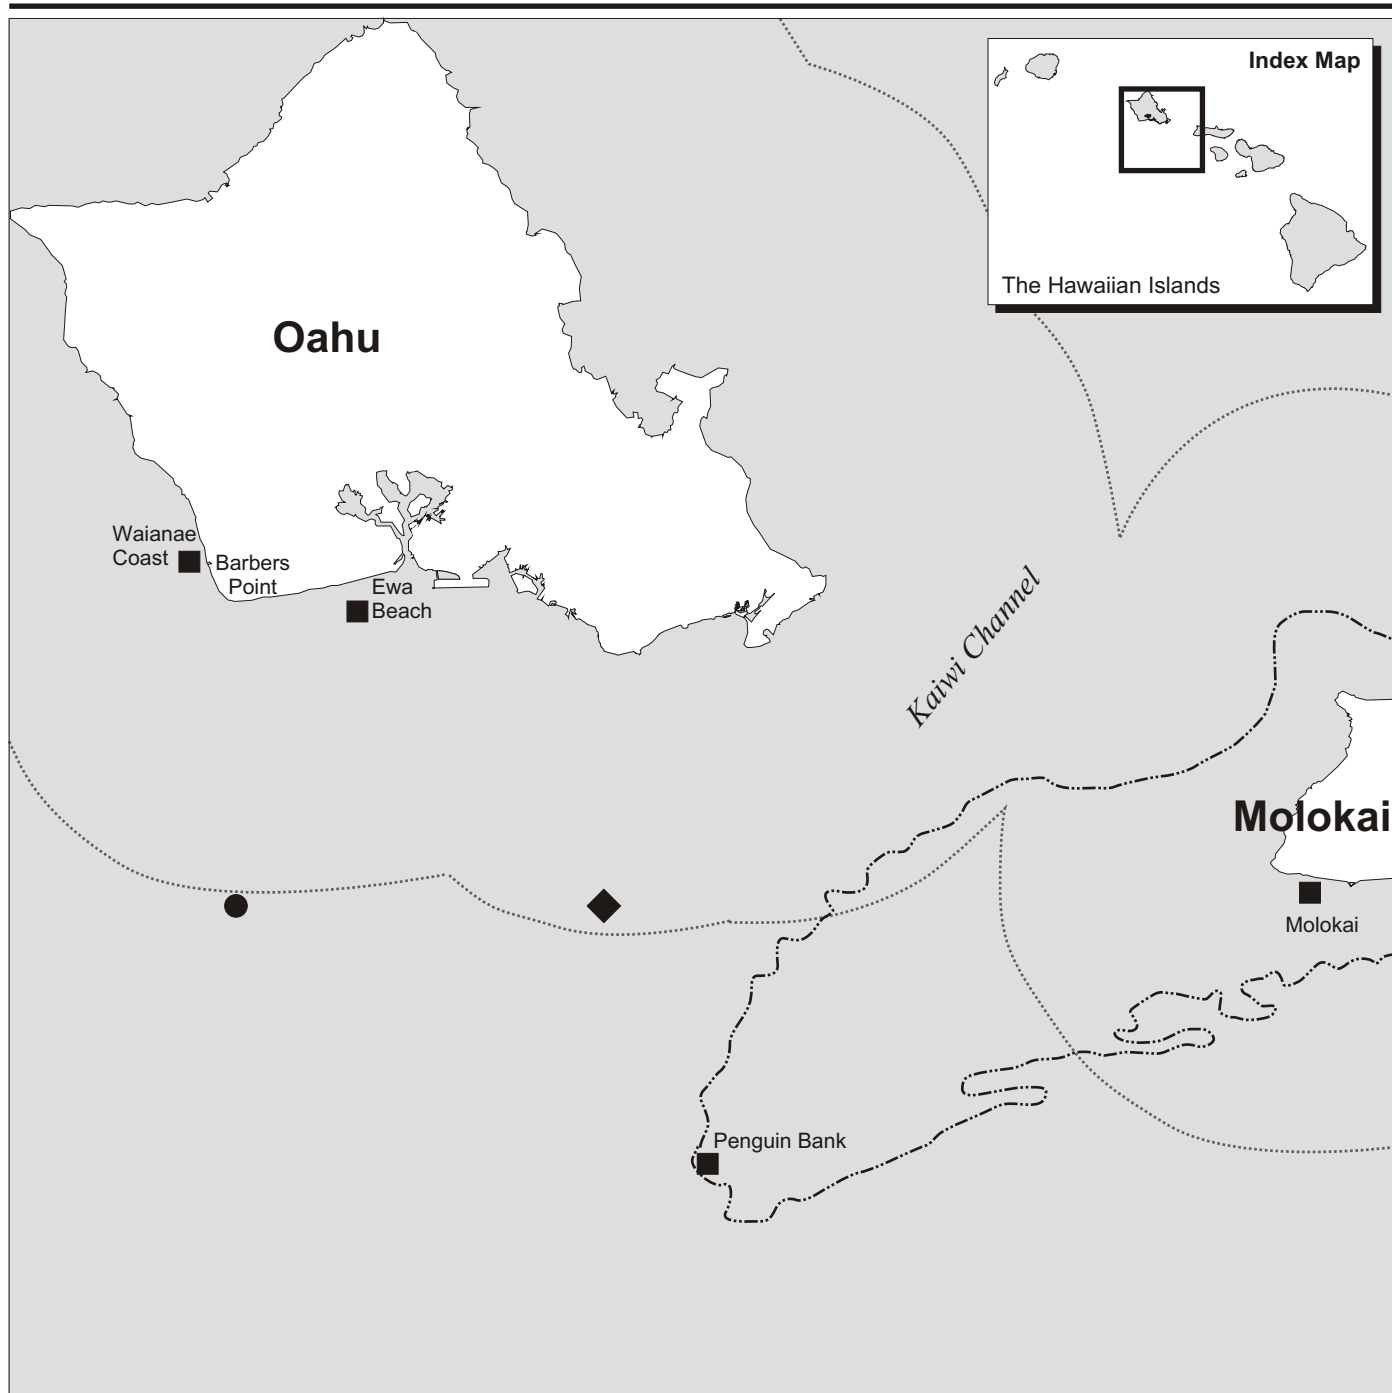 Index Map
The Hawaiian Islands
Oahu
Waianae
Coast
Barbers
Point
Ewa
Beach
Kaiwi Channel
Molokai
Molokai
Penguin Bank